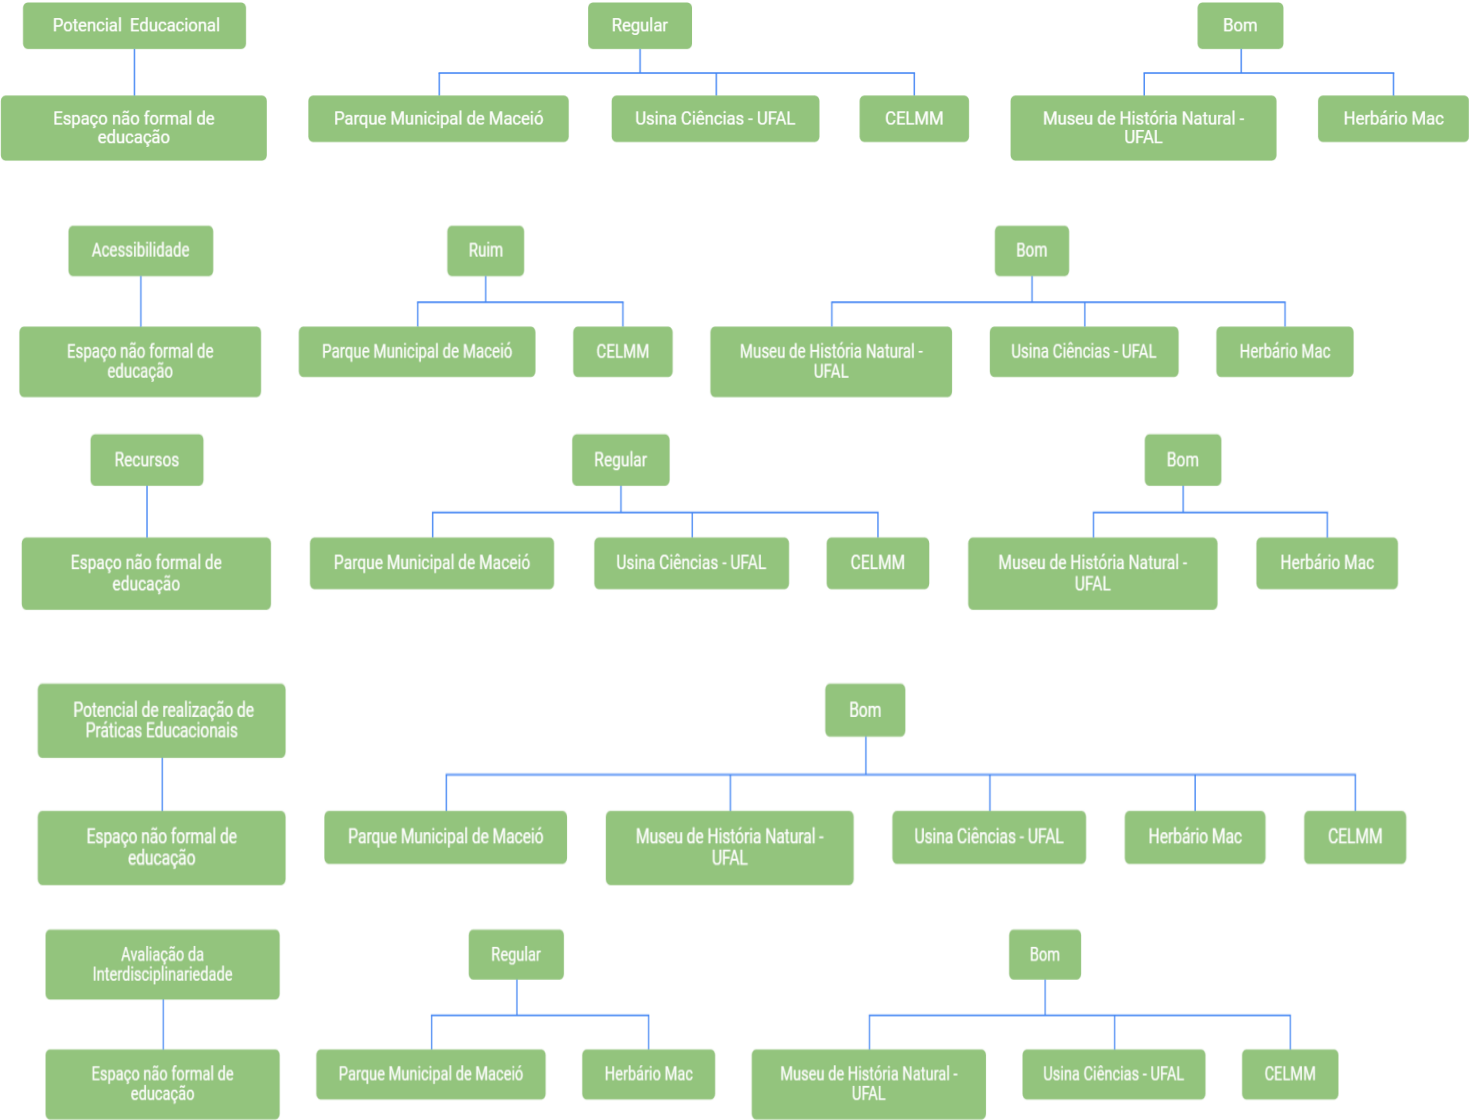 Potencial Educacional
Regular
Bom
Espaço não formal de
educação
Parque Municipal de Maceió
Usina Ciências - UFAL
CELMM
Museu de História Natural -
UFAL
Herbário Mac
Acessibilidade
Ruim
Bom
Espaço não formal de
educação
Parque Municipal de Maceió
CELMM
Museu de História Natural -
UFAL
Usina Ciências - UFAL
Herbário Mac
Recursos
Regular
Bom
Espaço não formal de
educação
Parque Municipal de Maceió
Usina Ciências - UFAL
CELMM
Museu de História Natural -
UFAL
Herbário Mac
Potencial de realização de
Práticas Educacionais
Bom
Espaço não formal de
educação
Parque Municipal de Maceió
Museu de História Natural -
UFAL
Usina Ciências - UFAL
Herbário Mac
CELMM
Avaliação da
Interdisciplinariedade
Regular
Bom
Espaço não formal de
educação
Parque Municipal de Maceió
Herbário Mac
Museu de História Natural -
UFAL
Usina Ciências - UFAL
CELMM